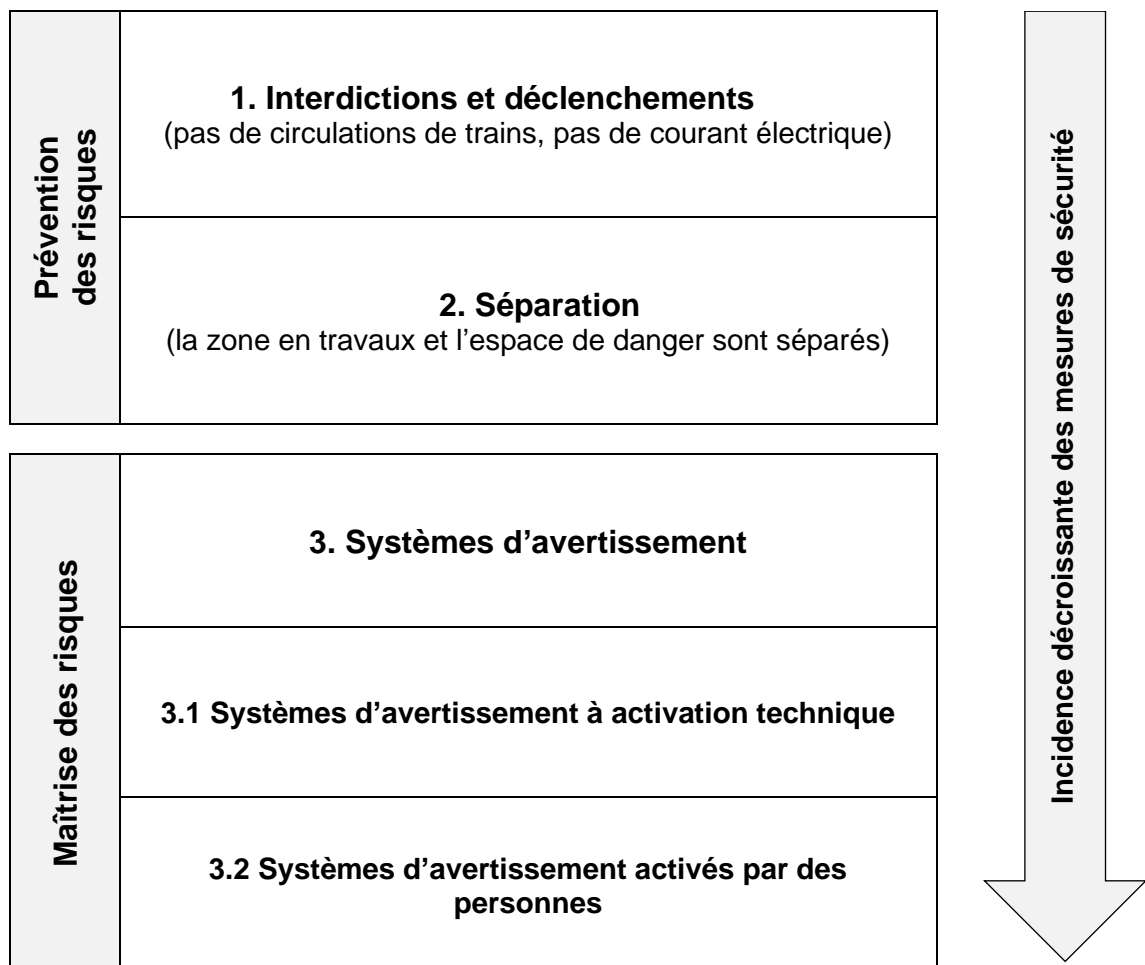 Prévention
des risques
1. Interdictions et déclenchements
(pas de circulations de trains, pas de courant électrique)
2. Séparation
(la zone en travaux et l’espace de danger sont séparés)
Maîtrise des risques
3. Systèmes d’avertissement
3.1 Systèmes d’avertissement à activation technique
3.2 Systèmes d’avertissement activés par des
personnes
Incidence décroissante des mesures de sécurité